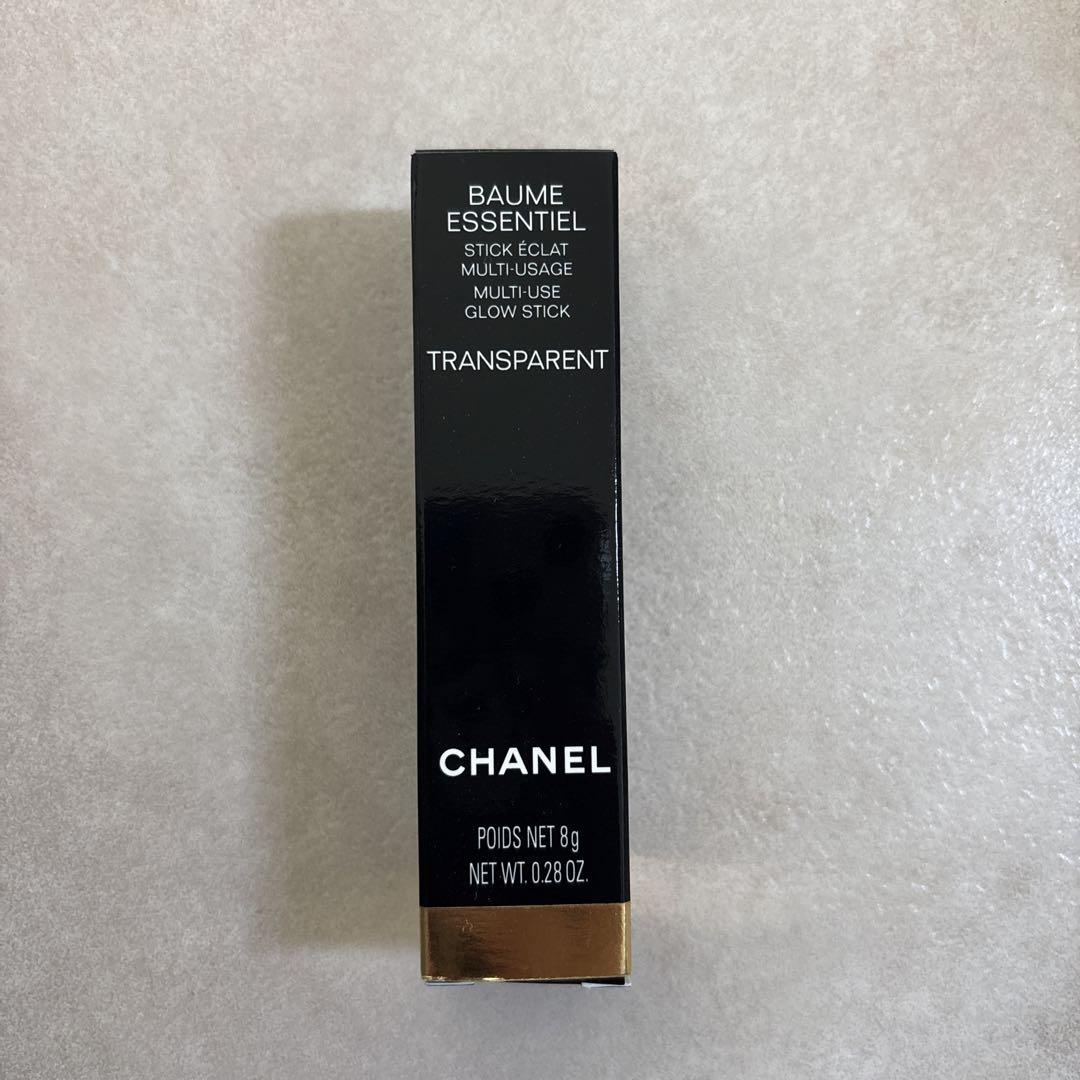 BAUME
ESSENTIEL
STICK ÉCLAT
MULTI-USAGE
MULTI-USE
GLOW STICK
TRANSPARENT
CHANEL
POIDS NET 8g
NET WT. 0.28 OZ.